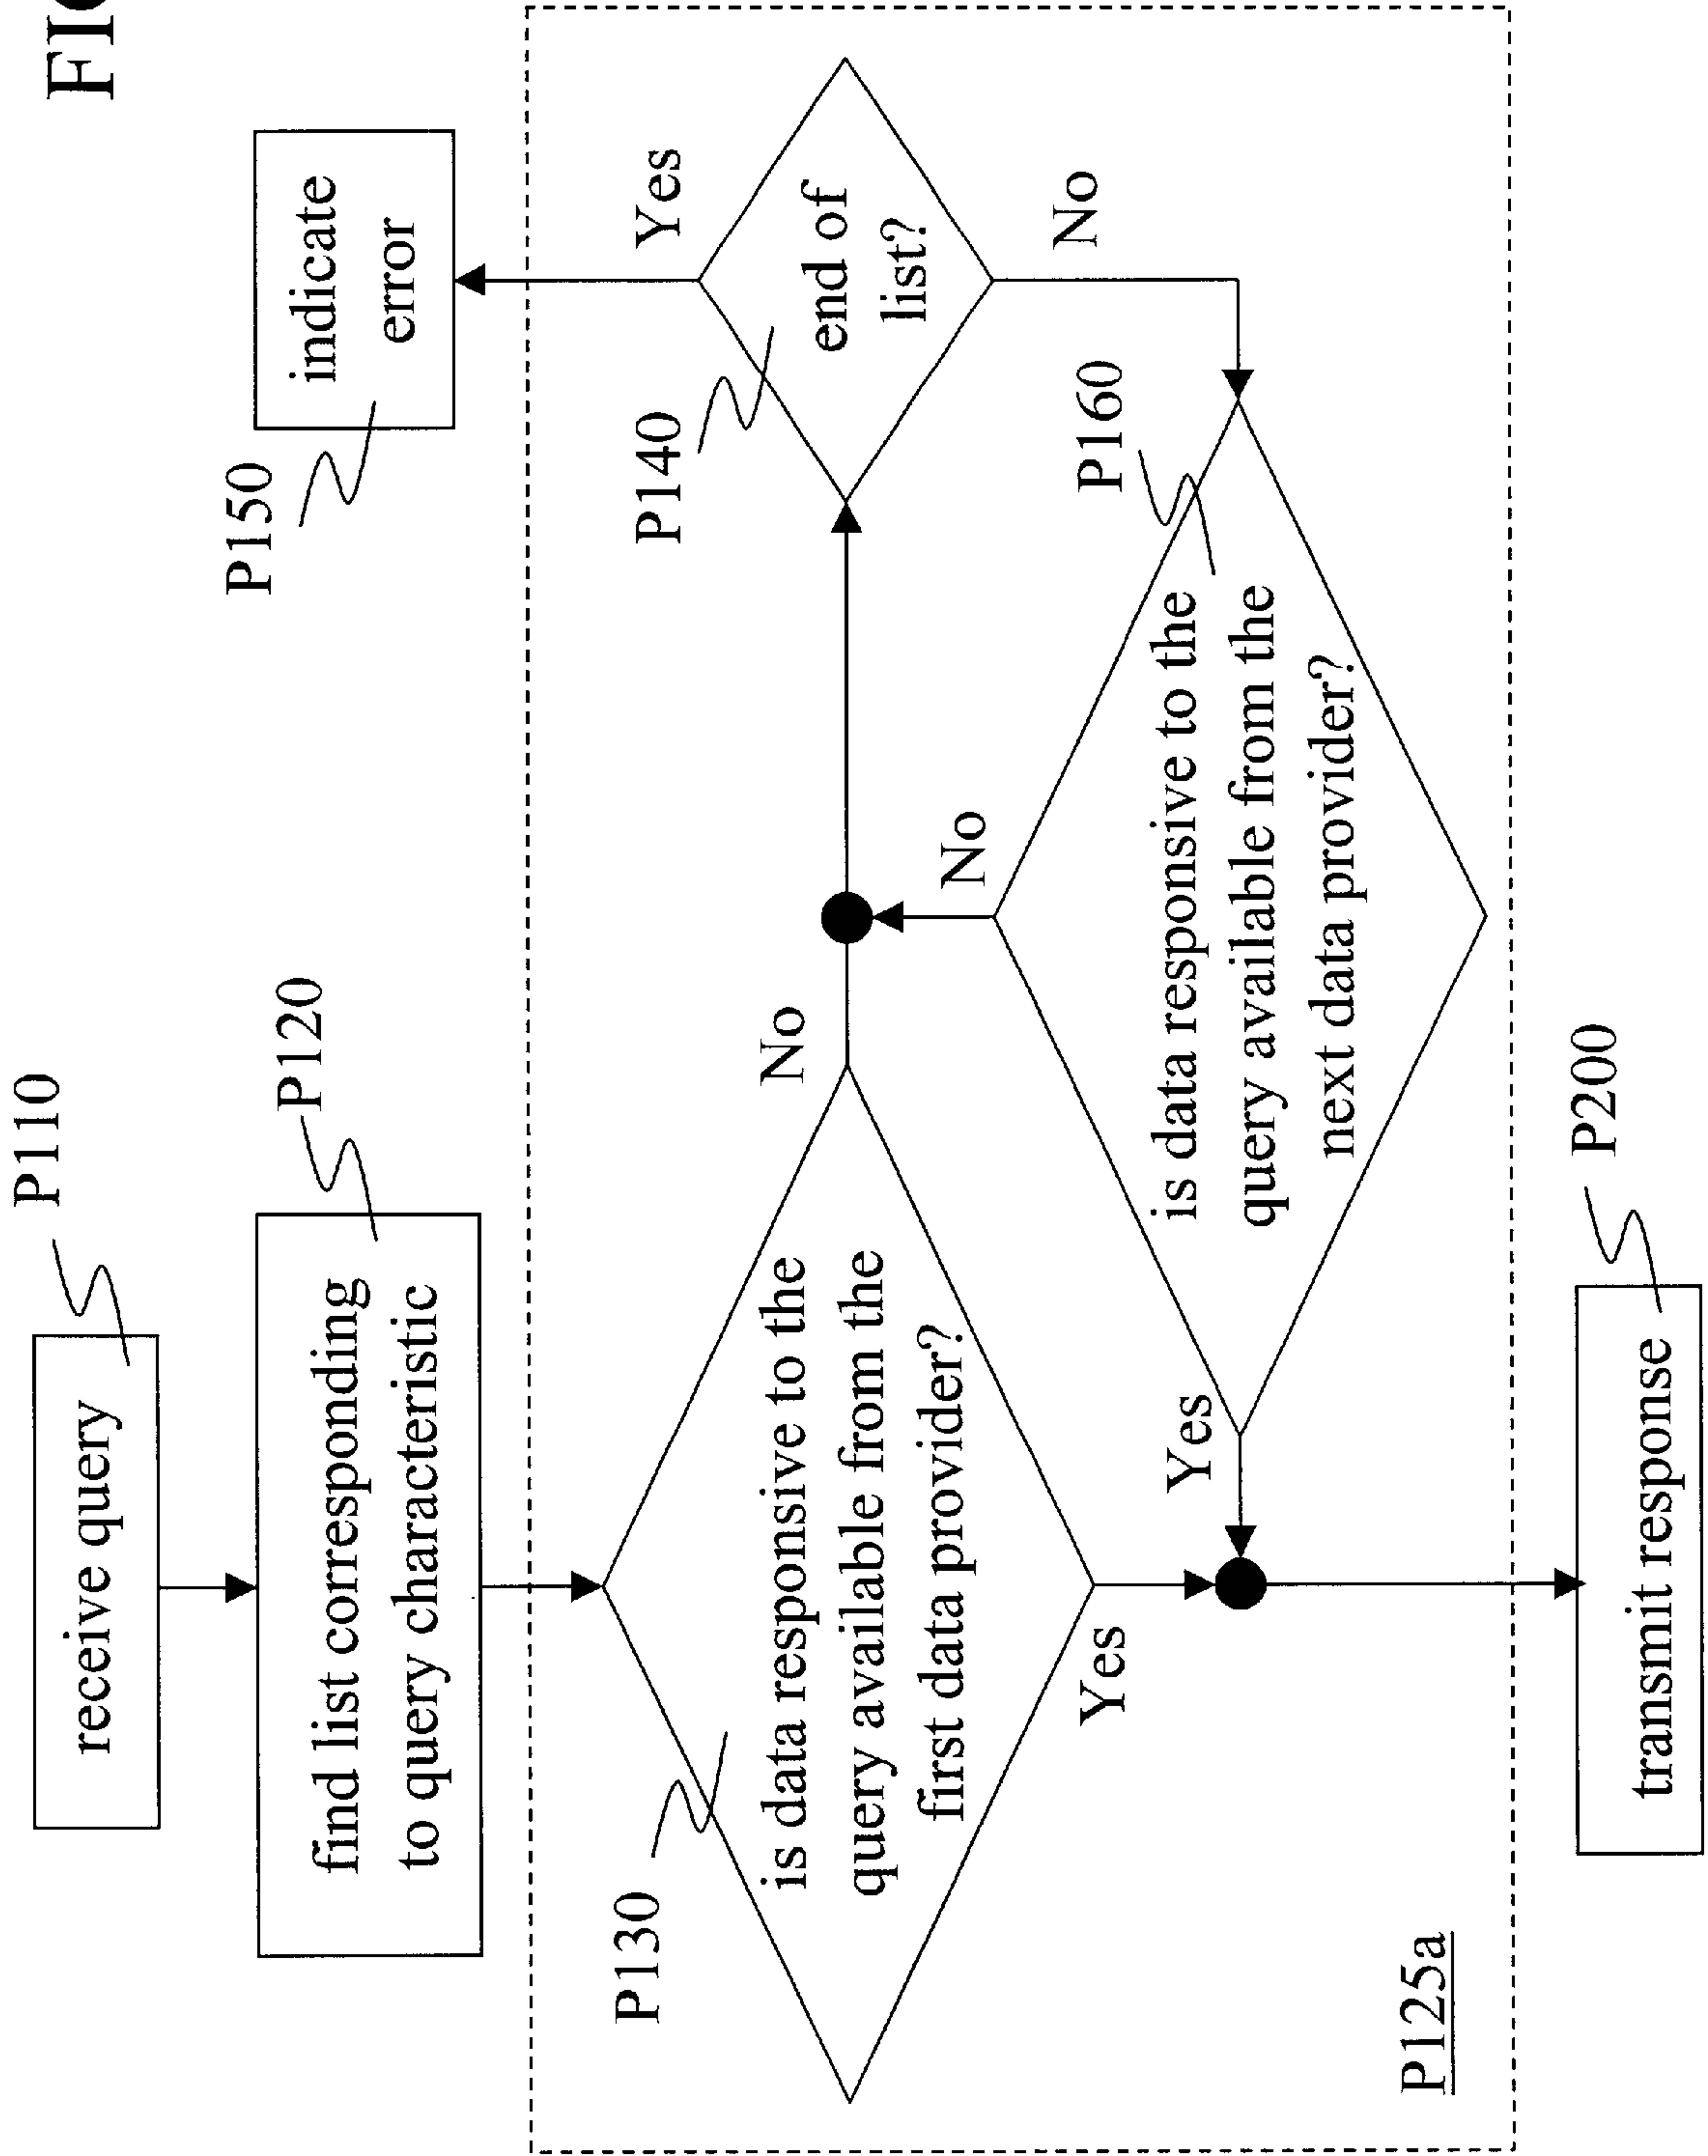 P110
receive query
P120
find list corresponding
to query characteristic
P150
indicate
error
P130
is data responsive to the
query available from the
first data provider?
No
Yes
P140
end of
list?
Yes
No
P160
is data responsive to the
query available from the
next data provider?
No
Yes
P125a
P200
transmit response